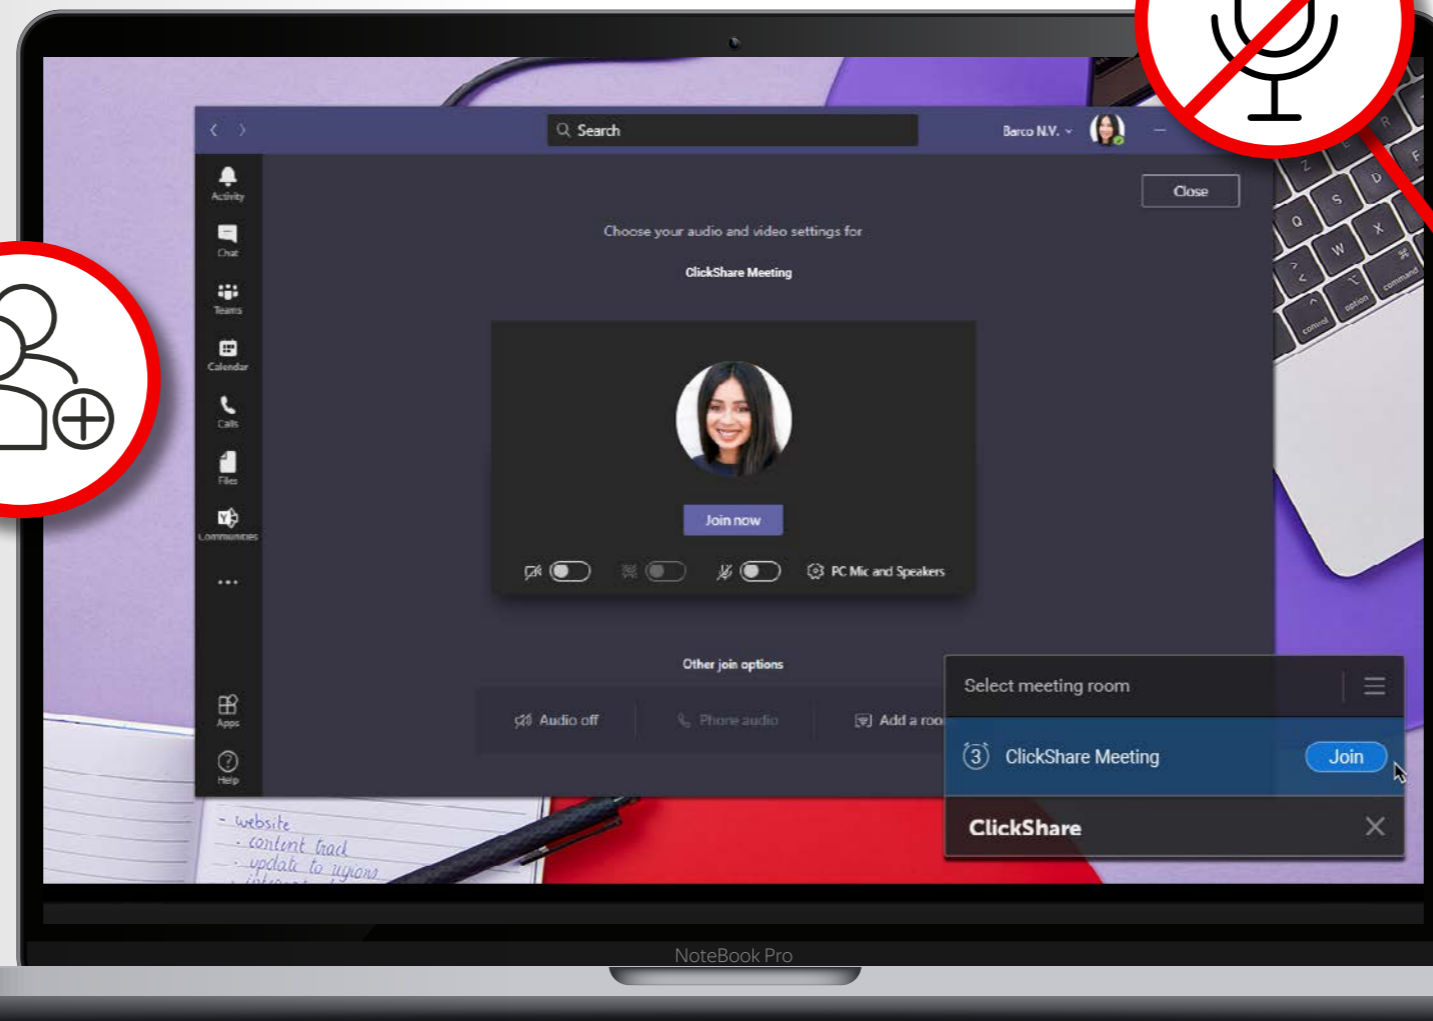 Search
Barco N.V.
Activity
Close
Chat
Choose your audio and video settings for
ClickShare Meeting
Teams
Calendar
Calls
Files
Communities
Join now
PC Mic and Speakers
Other join options
Apps
Audio off
Phone audio
Add a roo
Help
Select meeting room
3 ClickShare Meeting
Join
ClickShare
- website
- content track
- update to regions
Z
Q
S
D
F
R
W
X
control
option
command
NoteBook Pro